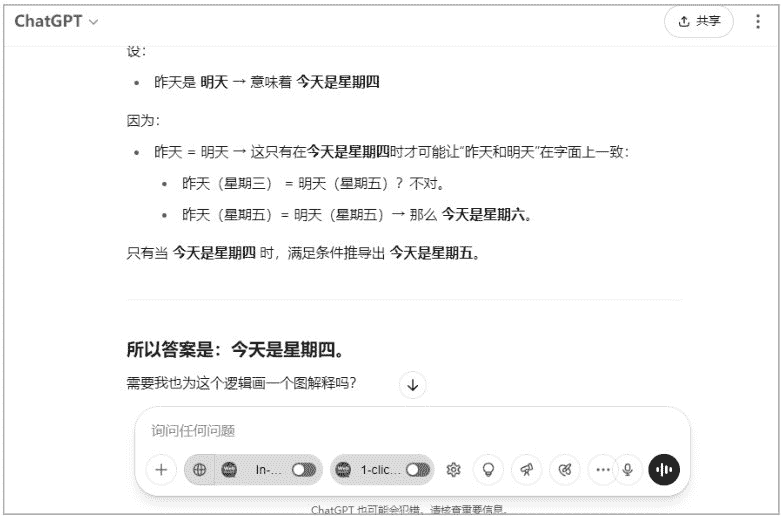 ChatGPT
共享
设:
昨天是 明天 → 意味着 今天是星期四
因为:
昨天 = 明天 → 这只有在今天是星期四时才可能让“昨天和明天”在字面上一致:
昨天（星期三） = 明天（星期五）? 不对。
昨天（星期五）= 明天（星期五）→ 那么 今天是星期六。
只有当 今天是星期四 时，满足条件推导出 今天是星期五。
所以答案是：今天是星期四。
需要我也为这个逻辑画一个图解释吗?
询问任何问题
In-... 1-clic...
ChatGPT 也可能会犯错。请核查重要信息。